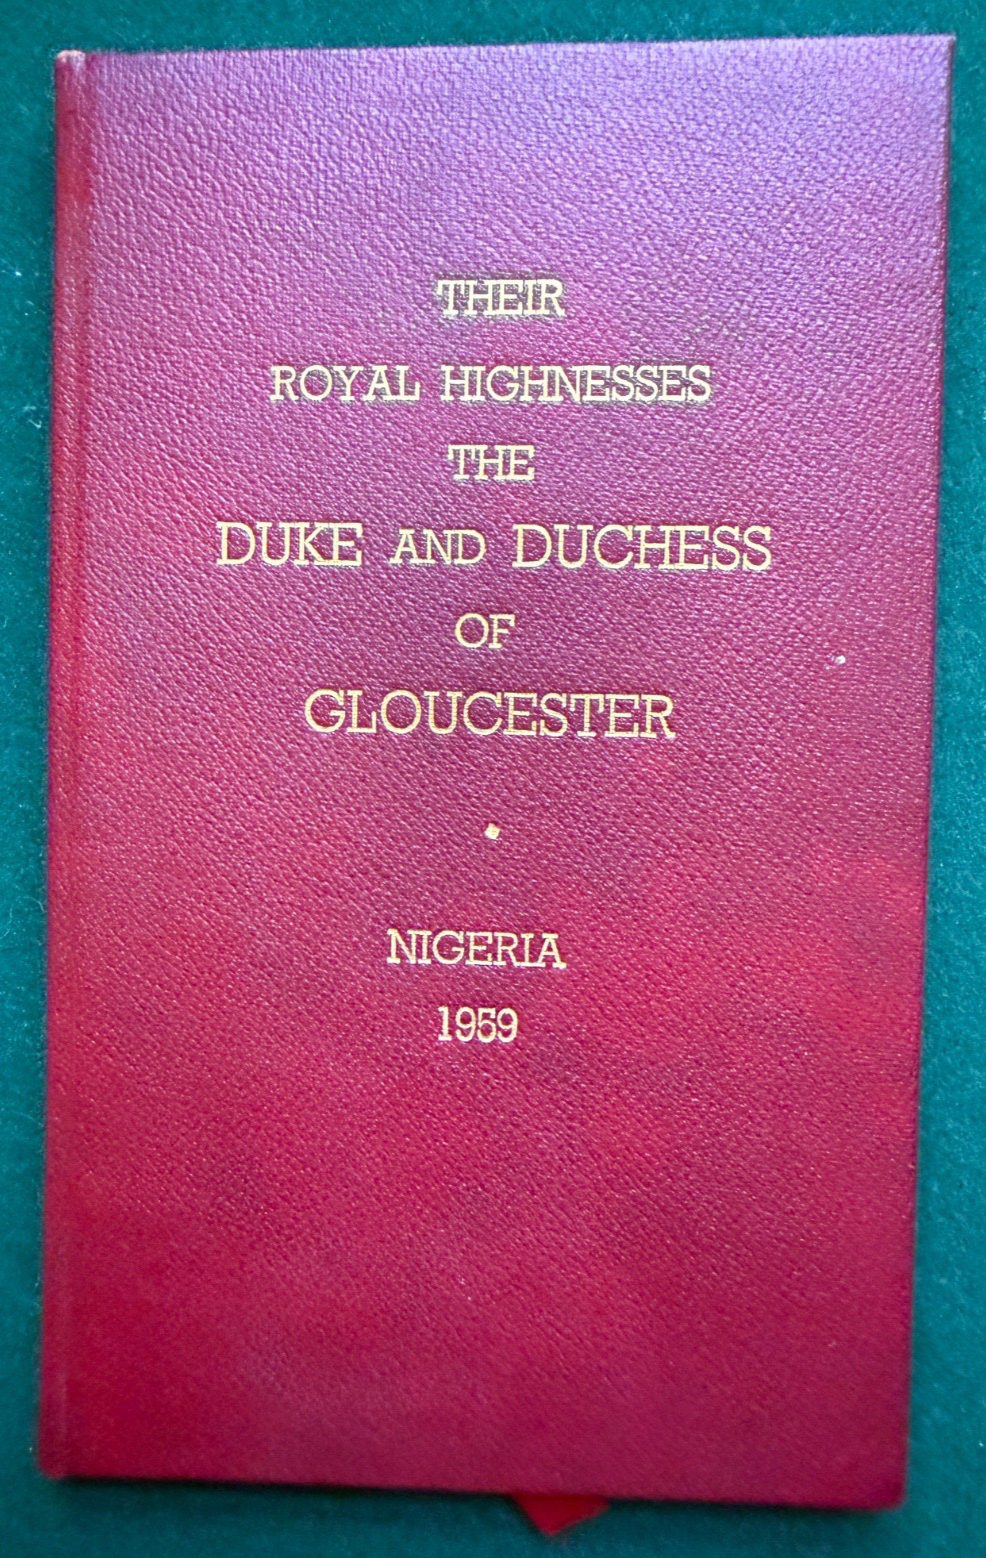 THEIR
ROYAL HIGHNESSES
THE
DUKE AND DUCHESS
OF
GLOUCESTER
NIGERIA
1959